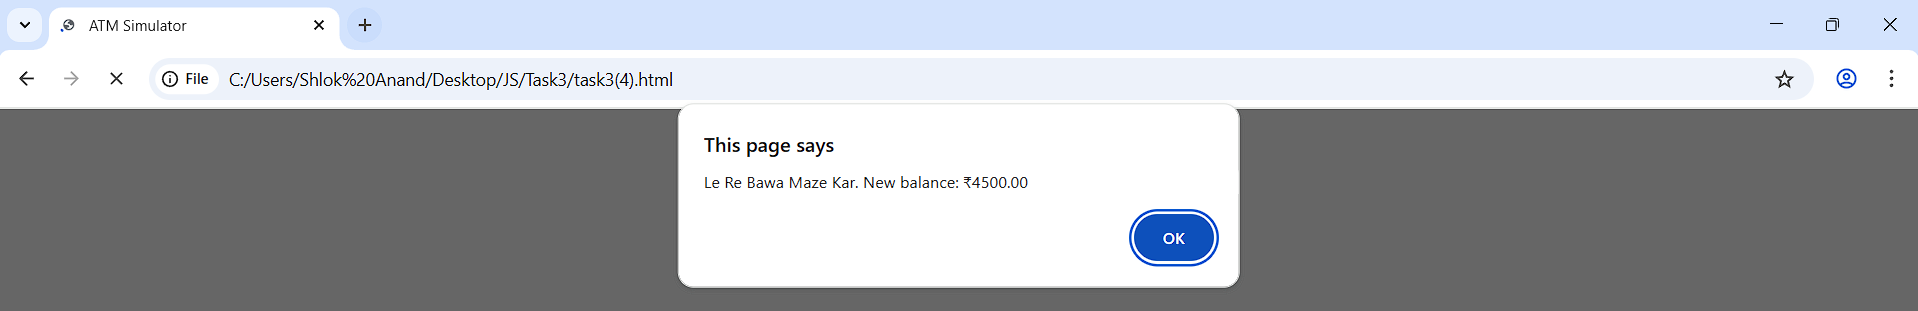 ATM Simulator
File C:/Users/Shlok%20Anand/Desktop/JS/Task3/task3(4).html
This page says
Le Re Bawa Maze Kar. New balance: ₹4500.00
OK